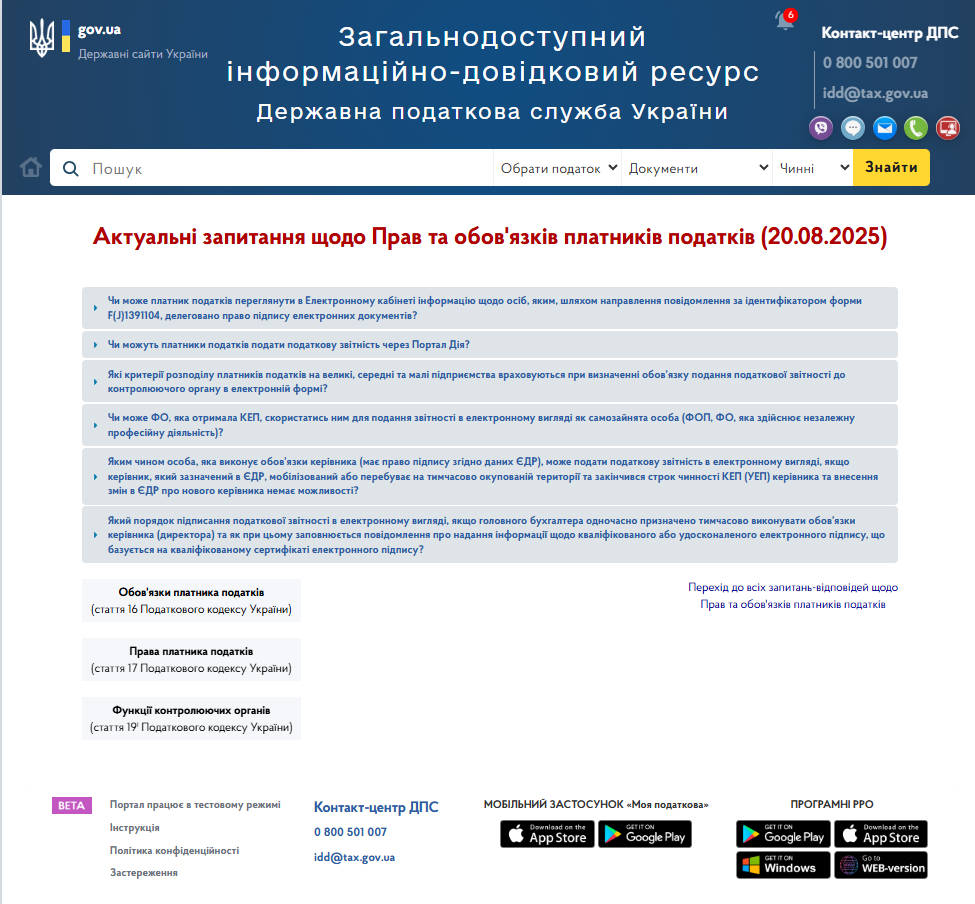 gov.ua
Державні сайти України
Загальнодоступний
інформаційно-довідковий ресурс
Державна податкова служба України
6
Контакт-центр ДПС
0 800 501 007
idd@tax.gov.ua
Пошук
Обрати податок
Документи
Чинні
Знайти
Актуальні запитання щодо Прав та обов'язків платників податків (20.08.2025)
Чи може платник податків переглянути в Електронному кабінеті інформацію щодо осіб, яким, шляхом направлення повідомлення за ідентифікатором форми
F(J)1391104, делеговано право підпису електронних документів?
Чи можуть платники податків подати податкову звітність через Портал Дія?
Які критерії розподілу платників податків на великі, середні та малі підприємства враховуються при визначенні обов'язку подання податкової звітності до
контролюючого органу в електронній формі?
Чи може ФО, яка отримала КЕП, скористатись ним для подання звітності в електронному вигляді як самозайнята особа (ФОП, ФО, яка здійснює незалежну
професійну діяльність)?
Яким чином особа, яка виконує обов'язки керівника (має право підпису згідно даних ЄДР), може подати податкову звітність в електронному вигляді, якщо
керівник, який зазначений в ЄДР, мобілізований або перебуває на тимчасово окупованій території та закінчився строк чинності КЕП (УЕП) керівника та внесення
змін в ЄДР про нового керівника немає можливості?
Який порядок підписання податкової звітності в електронному вигляді, якщо головного бухгалтера одночасно призначено тимчасово виконувати обов'язки
керівника (директора) та як при цьому заповнюється повідомлення про надання інформації щодо кваліфікованого або удосконаленого електронного підпису, що
базується на кваліфікованому сертифікаті електронного підпису?
Обов'язки платника податків
(стаття 16 Податкового кодексу України)
Перехід до всіх запитань-відповідей щодо
Прав та обов'язків платників податків
Права платника податків
(стаття 17 Податкового кодексу України)
Функції контролюючих органів
(стаття 19¹ Податкового кодексу України)
BETA
Портал працює в тестовому режимі
Інструкція
Політика конфіденційності
Застереження
Контакт-центр ДПС
0 800 501 007
idd@tax.gov.ua
МОБІЛЬНИЙ ЗАСТОСУНОК «Моя податкова»
Download on the
App Store
GET IT ON
Google Play
ПРОГРАМНІ РРО
GET IT ON
Google Play
Download on the
App Store
GET IT ON
Windows
Go to
WEB-version